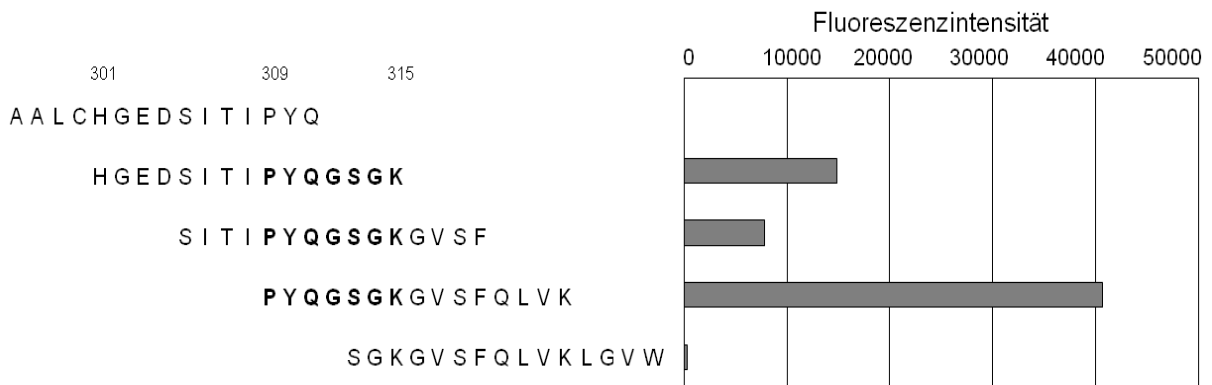 Fluoreszenzintensität
0 10000 20000 30000 40000 50000
301 309 315
A A L C H G E D S I T I P Y Q
H G E D S I T I P Y Q G S G K
S I T I P Y Q G S G K G V S F
P Y Q G S G K G V S F Q L V K
S G K G V S F Q L V K L G V W